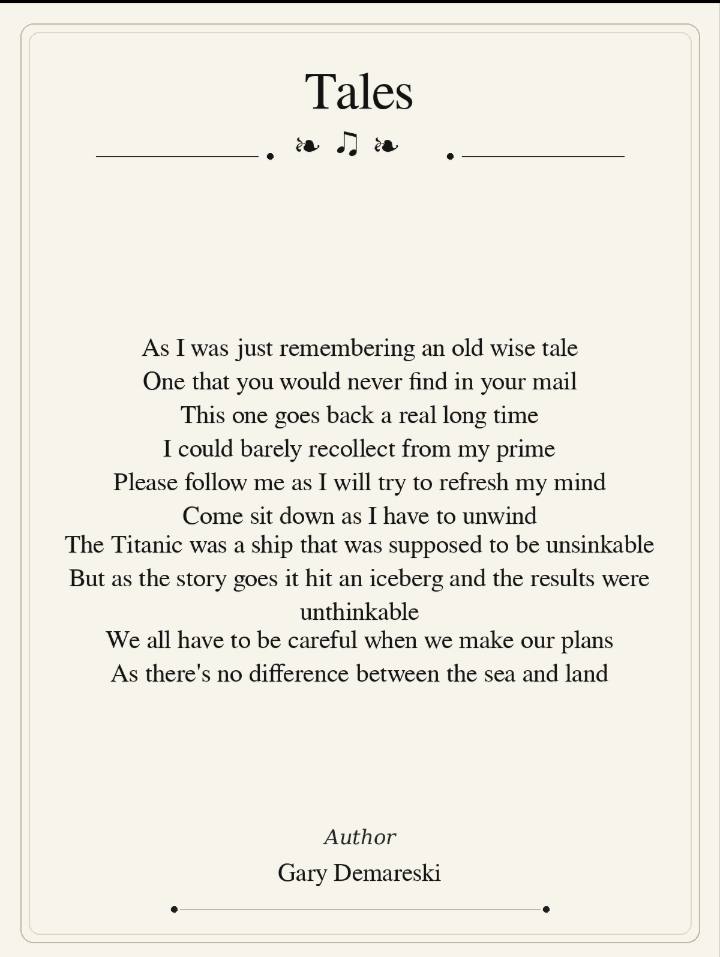 Tales
❧ ♫ ❧
As I was just remembering an old wise tale
One that you would never find in your mail
This one goes back a real long time
I could barely recollect from my prime
Please follow me as I will try to refresh my mind
Come sit down as I have to unwind
The Titanic was a ship that was supposed to be unsinkable
But as the story goes it hit an iceberg and the results were
unthinkable
We all have to be careful when we make our plans
As there's no difference between the sea and land
Author
Gary Demareski